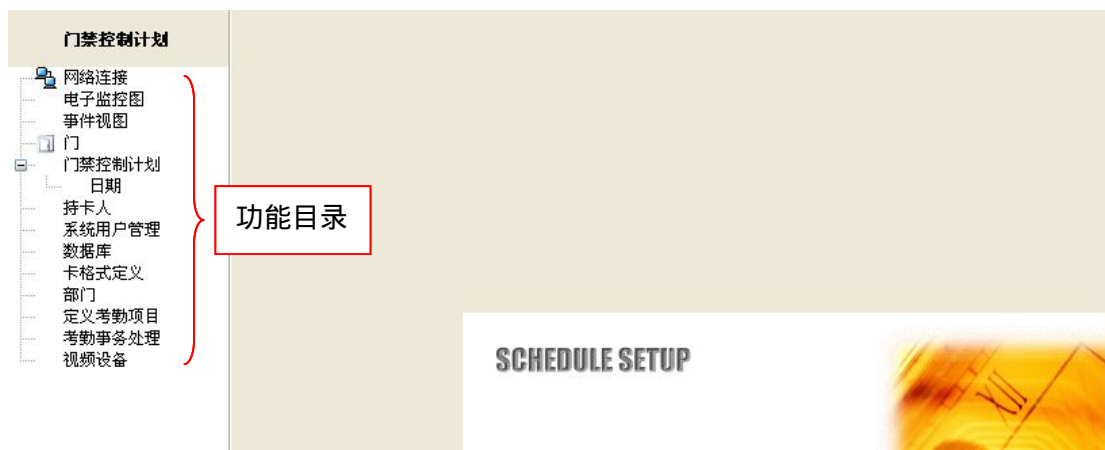 门禁控制计划
网络连接
电子监控图
事件视图
门
门禁控制计划
日期
持卡人
系统用户管理
数据库
卡格式定义
部门
定义考勤项目
考勤事务处理
视频设备
功能目录
SCHEDULE SETUP
XII